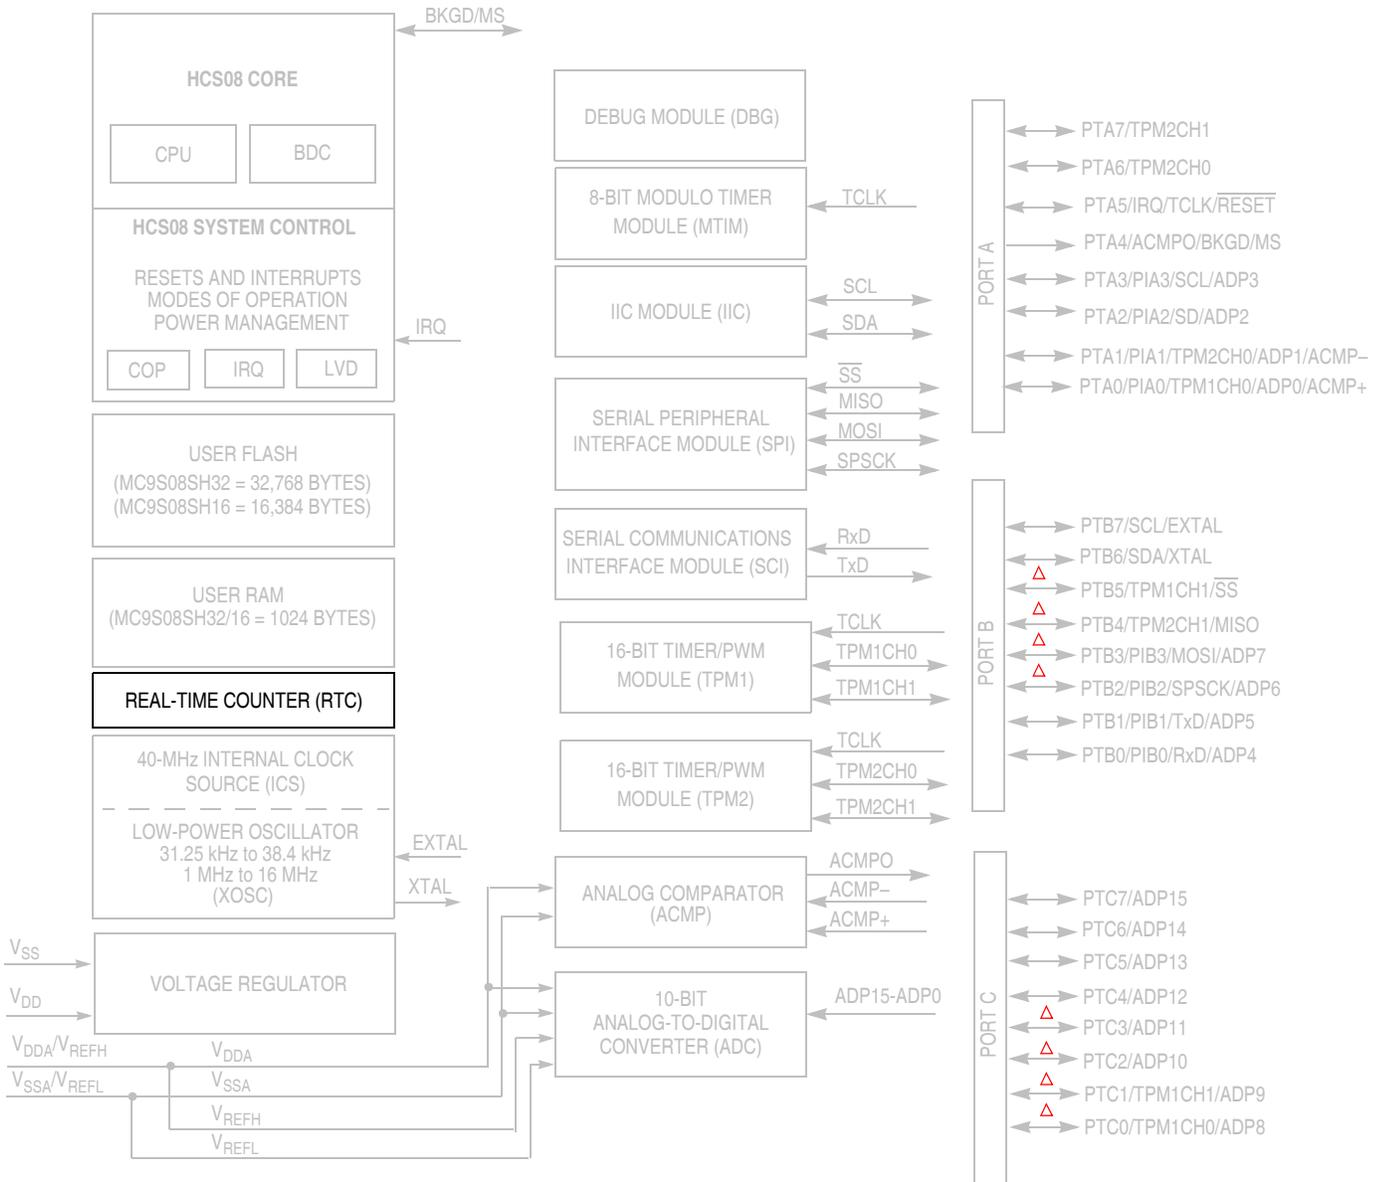 BKGD/MS
HCS08 CORE
CPU
BDC
HCS08 SYSTEM CONTROL
RESETS AND INTERRUPTS
MODES OF OPERATION
POWER MANAGEMENT
IRQ
COP
IRQ
LVD
USER FLASH
(MC9S08SH32 = 32,768 BYTES)
(MC9S08SH16 = 16,384 BYTES)
USER RAM
(MC9S08SH32/16 = 1024 BYTES)
REAL-TIME COUNTER (RTC)
40-MHz INTERNAL CLOCK
SOURCE (ICS)
LOW-POWER OSCILLATOR
31.25 kHz to 38.4 kHz
1 MHz to 16 MHz
(XOSC)
EXTAL
XTAL
VSS
VDD
VOLTAGE REGULATOR
VDDA/VREFH
VDDA
VSSA/VREFL
VSSA
VREFH
VREFL
DEBUG MODULE (DBG)
8-BIT MODULO TIMER
MODULE (MTIM)
TCLK
IIC MODULE (IIC)
SCL
SDA
SERIAL PERIPHERAL
INTERFACE MODULE (SPI)
SS
MISO
MOSI
SPSCK
SERIAL COMMUNICATIONS
INTERFACE MODULE (SCI)
RxD
TxD
16-BIT TIMER/PWM
MODULE (TPM1)
TCLK
TPM1CH0
TPM1CH1
16-BIT TIMER/PWM
MODULE (TPM2)
TCLK
TPM2CH0
TPM2CH1
ANALOG COMPARATOR
(ACMP)
ACMPO
ACMP–
ACMP+
10-BIT
ANALOG-TO-DIGITAL
CONVERTER (ADC)
ADP15-ADP0
PORT A
PTA7/TPM2CH1
PTA6/TPM2CH0
PTA5/IRQ/TCLK/RESET
PTA4/ACMPO/BKGD/MS
PTA3/PIA3/SCL/ADP3
PTA2/PIA2/SD/ADP2
PTA1/PIA1/TPM2CH0/ADP1/ACMP–
PTA0/PIA0/TPM1CH0/ADP0/ACMP+
PORT B
PTB7/SCL/EXTAL
PTB6/SDA/XTAL
PTB5/TPM1CH1/SS
PTB4/TPM2CH1/MISO
PTB3/PIB3/MOSI/ADP7
PTB2/PIB2/SPSCK/ADP6
PTB1/PIB1/TxD/ADP5
PTB0/PIB0/RxD/ADP4
PORT C
PTC7/ADP15
PTC6/ADP14
PTC5/ADP13
PTC4/ADP12
PTC3/ADP11
PTC2/ADP10
PTC1/TPM1CH1/ADP9
PTC0/TPM1CH0/ADP8